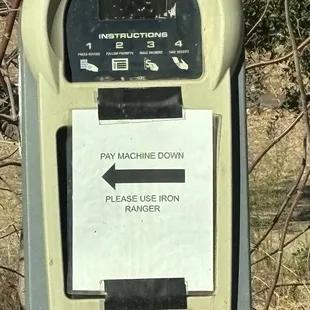 INSTRUCTIONS
1 2 3 4
PAY MACHINE DOWN
PLEASE USE IRON
RANGER